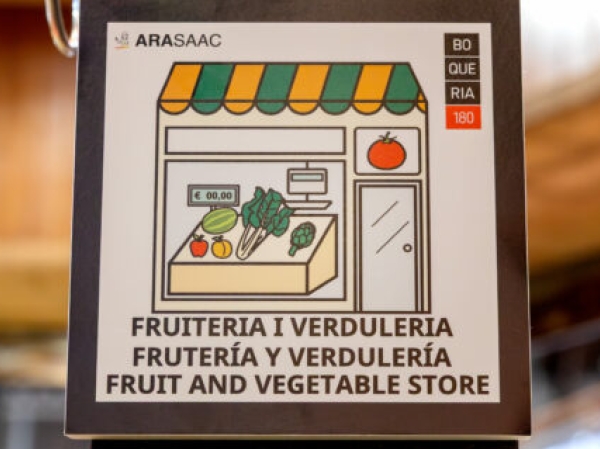 ARASAAC
BO
QUE
RIA
180
€ 00,00
FRUITERIA I VERDULERIA
FRUTERÍA Y VERDULERÍA
FRUIT AND VEGETABLE STORE